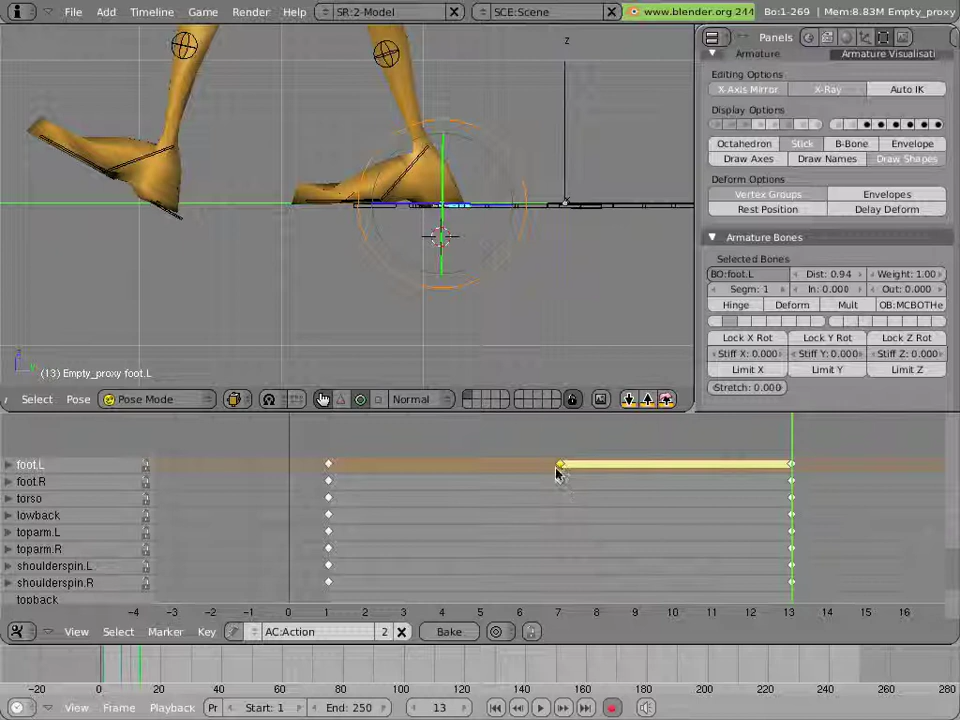 File Add Timeline Game Render Help SR:2-Model SCE:Scene www.blender.org 244 Bo:1-269 | Mem:8.83M Empty_proxy
Panels
Armature Armature Visualisati
Editing Options
X-Axis Mirror X-Ray Auto IK
Display Options
Octahedron Stick B-Bone Envelope
Draw Axes Draw Names Draw Shapes
Deform Options
Vertex Groups Envelopes
Rest Position Delay Deform
Armature Bones
Selected Bones
BO:foot.L Dist: 0.94 Weight: 1.00
Segm: 1 In: 0.000 Out: 0.000
Hinge Deform Mult OB:MCBOTHe
Lock X Rot Lock Y Rot Lock Z Rot
Stiff X: 0.000 Stiff Y: 0.000 Stiff Z: 0.000
Limit X Limit Y Limit Z
Stretch: 0.000
z
(13) Empty_proxy foot.L
Select Pose Pose Mode Normal
foot.L
foot.R
torso
lowback
toparm.L
toparm.R
shoulderspin.L
shoulderspin.R
topback
-4 -3 -2 -1 0 1 2 3 4 5 6 7 8 9 10 11 12 13 14 15 16
View Select Marker Key AC:Action 2 Bake
-20 0 20 40 60 80 100 120 140 160 180 200 220 240 260 280
View Frame Playback Pr Start: 1 End: 250 13